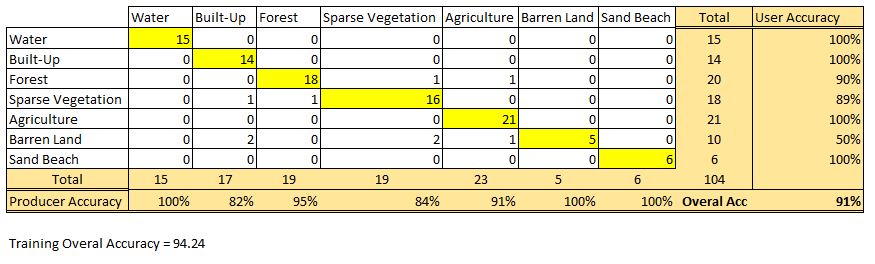 Water Built-Up Forest Sparse Vegetation Agriculture Barren Land Sand Beach Total User Accuracy
Water 15 0 0 0 0 0 0 15 100%
Built-Up 0 14 0 0 0 0 0 14 100%
Forest 0 0 18 1 1 0 0 20 90%
Sparse Vegetation 0 1 1 16 0 0 0 18 89%
Agriculture 0 0 0 0 21 0 0 21 100%
Barren Land 0 2 0 2 1 5 0 10 50%
Sand Beach 0 0 0 0 0 0 6 6 100%
Total 15 17 19 19 23 5 6 104
Producer Accuracy 100% 82% 95% 84% 91% 100% 100% Overal Acc 91%
Training Overal Accuracy = 94.24